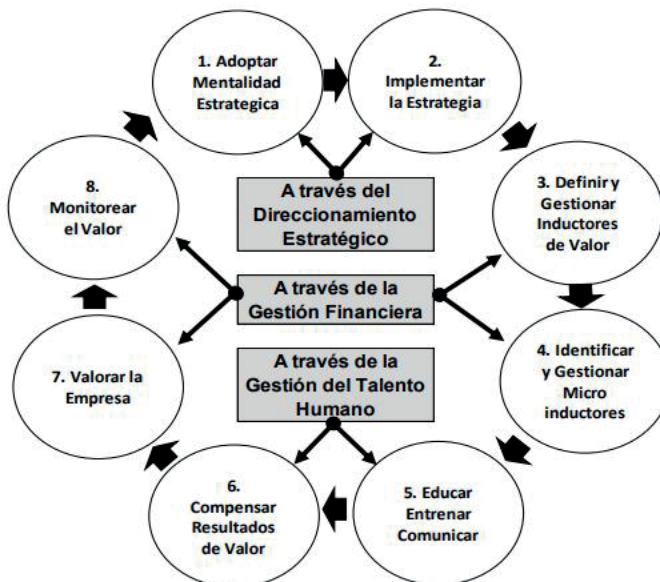 1. Adoptar
Mentalidad
Estrategica
2.
Implementar
la Estrategia
3. Definir y
Gestionar
Inductores
de Valor
4. Identificar
y Gestionar
Micro
inductores
5. Educar
Entrenar
Comunicar
6.
Compensar
Resultados
de Valor
7. Valorar la
Empresa
8.
Monitorear
el Valor
A través del
Direccionamiento
Estratégico
A través de la
Gestión Financiera
A través de la
Gestión del Talento
Humano